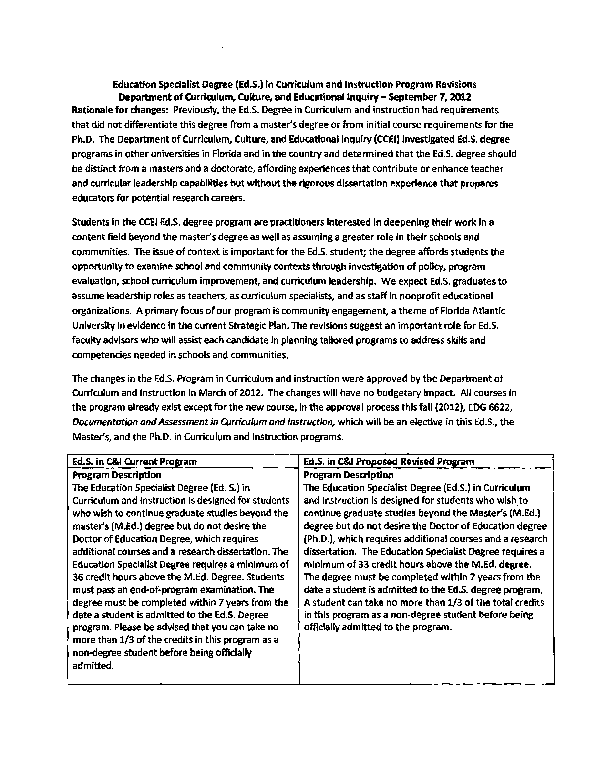 Education Specialist Degree (Ed.S.) in Curriculum and Instruction Program Revisions
Department of Curriculum, Culture, and Educational Inquiry – September 7, 2012
Rationale for changes: Previously, the Ed.S. Degree in Curriculum and instruction had requirements
that did not differentiate this degree from a master's degree or from initial course requirements for the
Ph.D. The Department of Curriculum, Culture, and Educational Inquiry (CCEI) investigated Ed.S. degree
programs in other universities in Florida and in the country and determined that the Ed.S. degree should
be distinct from a masters and a doctorate, affording experiences that contribute or enhance teacher
and curricular leadership capabilities but without the rigorous dissertation experience that prepares
educators for potential research careers.
Students in the CCEI Ed.S. degree program are practitioners interested in deepening their work in a
content field beyond the master's degree as well as assuming a greater role in their schools and
communities. The issue of context is important for the Ed.S. student; the degree affords students the
opportunity to examine school and community contexts through investigation of policy, program
evaluation, school curriculum improvement, and curriculum leadership. We expect Ed.S. graduates to
assume leadership roles as teachers, as curriculum specialists, and as staff in nonprofit educational
organizations. A primary focus of our program is community engagement, a theme of Florida Atlantic
University in evidence in the current Strategic Plan. The revisions suggest an important role for Ed.S.
faculty advisors who will assist each candidate in planning tailored programs to address skills and
competencies needed in schools and communities.
The changes in the Ed.S. Program in Curriculum and instruction were approved by the Department of
Curriculum and Instruction in March of 2012. The changes will have no budgetary impact. All courses in
the program already exist except for the new course, in the approval process this fall (2012), EDG 6622,
Documentation and Assessment in Curriculum and Instruction, which will be an elective in this Ed.S., the
Master's, and the Ph.D. in Curriculum and Instruction programs.
Ed.S. in C&I Current Program
Program Description
The Education Specialist Degree (Ed. S.) in
Curriculum and Instruction is designed for students
who wish to continue graduate studies beyond the
master's (M.Ed.) degree but do not desire the
Doctor of Education Degree, which requires
additional courses and a research dissertation. The
Education Specialist Degree requires a minimum of
36 credit hours above the M.Ed. Degree. Students
must pass an end-of-program examination. The
degree must be completed within 7 years from the
date a student is admitted to the Ed.S. Degree
program. Please be advised that you can take no
more than 1/3 of the credits in this program as a
non-degree student before being officially
admitted.
Ed.S. in C&I Proposed Revised Program
Program Description
The Education Specialist Degree (Ed.S.) in Curriculum
and Instruction is designed for students who wish to
continue graduate studies beyond the Master's (M.Ed.)
degree but do not desire the Doctor of Education degree
(Ph.D.), which requires additional courses and a research
dissertation. The Education Specialist Degree requires a
minimum of 33 credit hours above the M.Ed. degree.
The degree must be completed within 7 years from the
date a student is admitted to the Ed.S. degree program.
A student can take no more than 1/3 of the total credits
in this program as a non-degree student before being
officially admitted to the program.